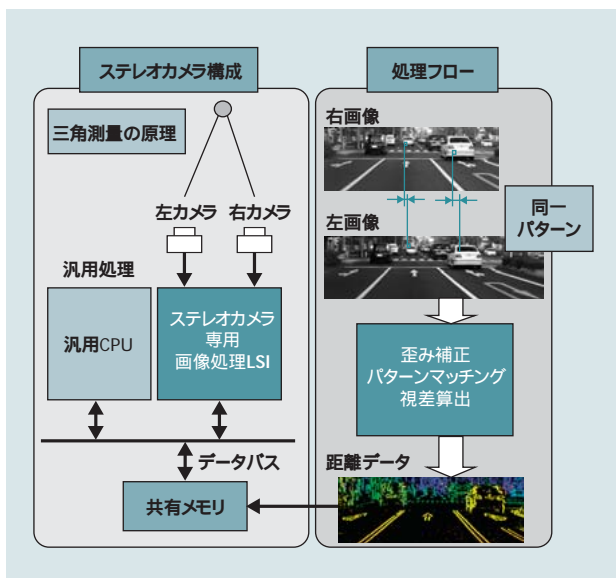 ステレオカメラ構成
三角測量の原理
左カメラ
右カメラ
汎用処理
汎用CPU
ステレオカメラ
専用
画像処理LSI
データバス
共有メモリ
処理フロー
右画像
同一
パターン
左画像
歪み補正
パターンマッチング
視差算出
距離データ